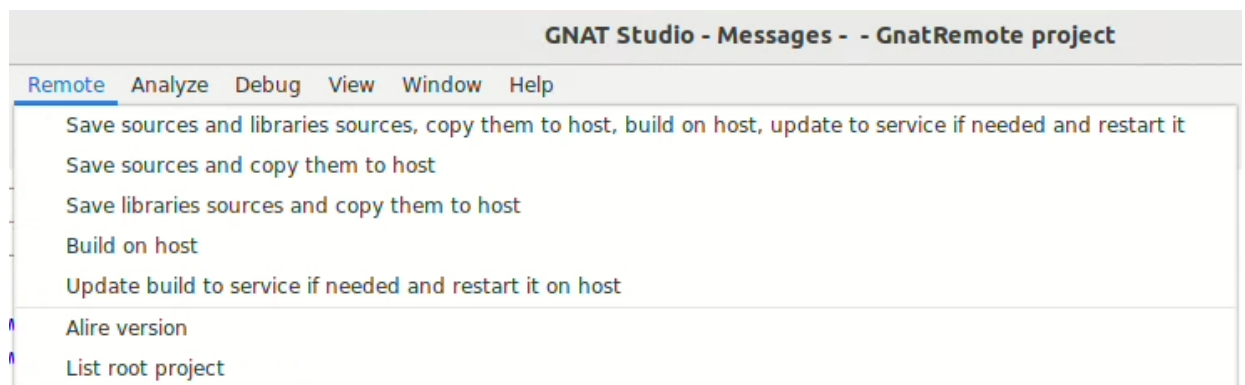 GNAT Studio - Messages -  - GnatRemote project
Remote Analyze Debug View Window Help
Save sources and libraries sources, copy them to host, build on host, update to service if needed and restart it
Save sources and copy them to host
Save libraries sources and copy them to host
Build on host
Update build to service if needed and restart it on host
Alire version
List root project